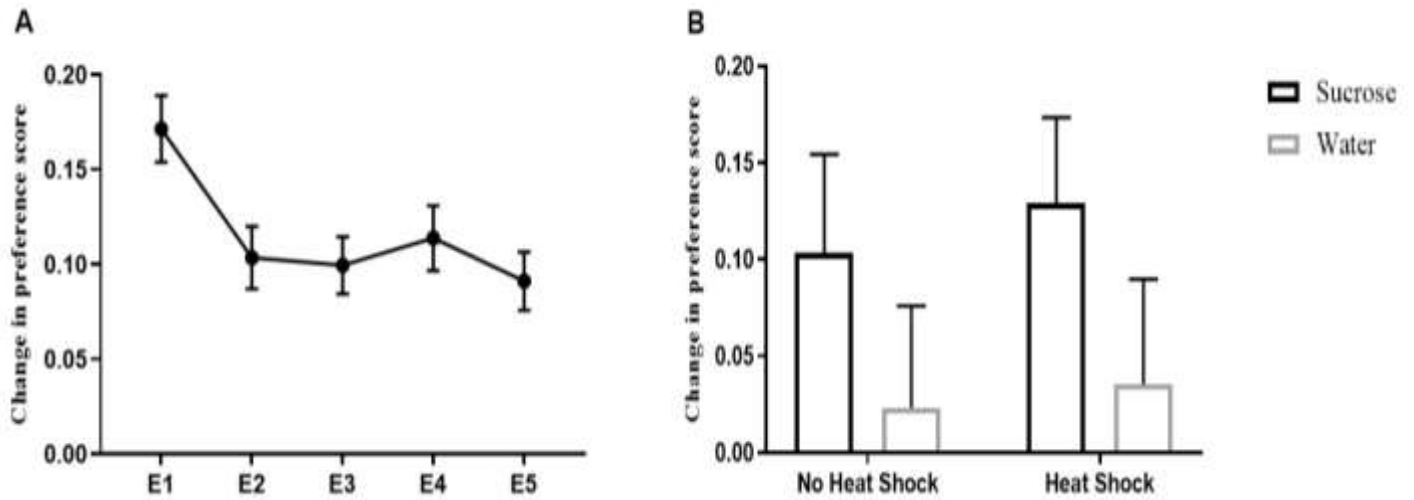 A
Change in preference score
0.20
0.15
0.10
0.05
0.00
E1 E2 E3 E4 E5
B
Change in preference score
0.20
0.15
0.10
0.05
0.00
No Heat Shock Heat Shock
Sucrose
Water